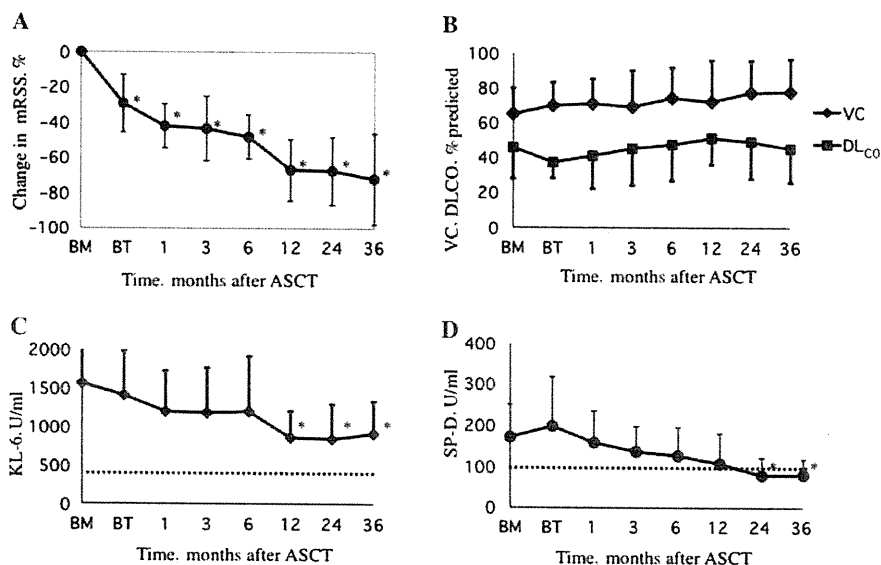 A
Change in mRSS. %
0
-20
-40
-60
-80
-100
* * * * * * *
BM BT 1 3 6 12 24 36
Time. months after ASCT
B
VC. DLCO. % predicted
100
80
60
40
20
0
BM BT 1 3 6 12 24 36
Time. months after ASCT
VC
DLCO
C
KL-6. U/ml
2000
1500
1000
500
0
* * *
BM BT 1 3 6 12 24 36
Time. months after ASCT
D
SP-D. U/ml
400
300
200
100
0
* *
BM BT 1 3 6 12 24 36
Time. months after ASCT